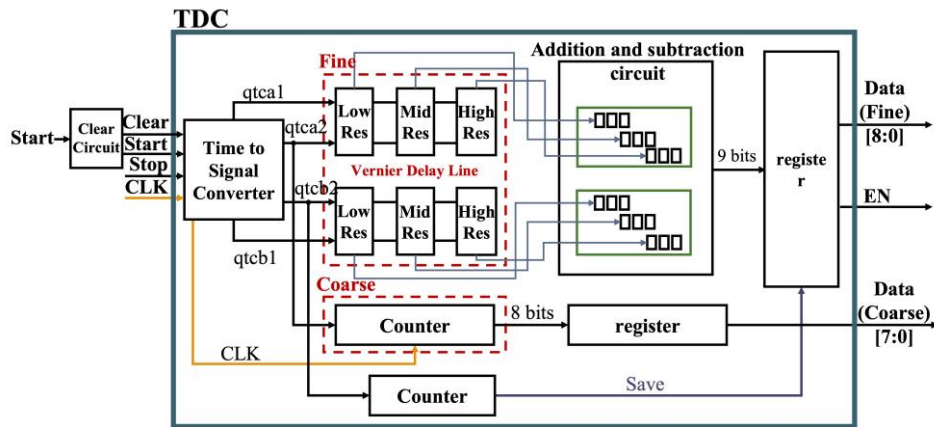 TDC
Fine
Addition and subtraction
circuit
qtca1
qtca2
Low
Res
Mid
Res
High
Res
Data
(Fine)
[8:0]
Start
Clear
Circuit
Clear
Start
Stop
CLK
Time to
Signal
Converter
Vernier Delay Line
9 bits
registe
r
EN
qtcb2
qtcb1
Low
Res
Mid
Res
High
Res
Coarse
Counter
8 bits
register
Data
(Coarse)
[7:0]
CLK
Counter
Save